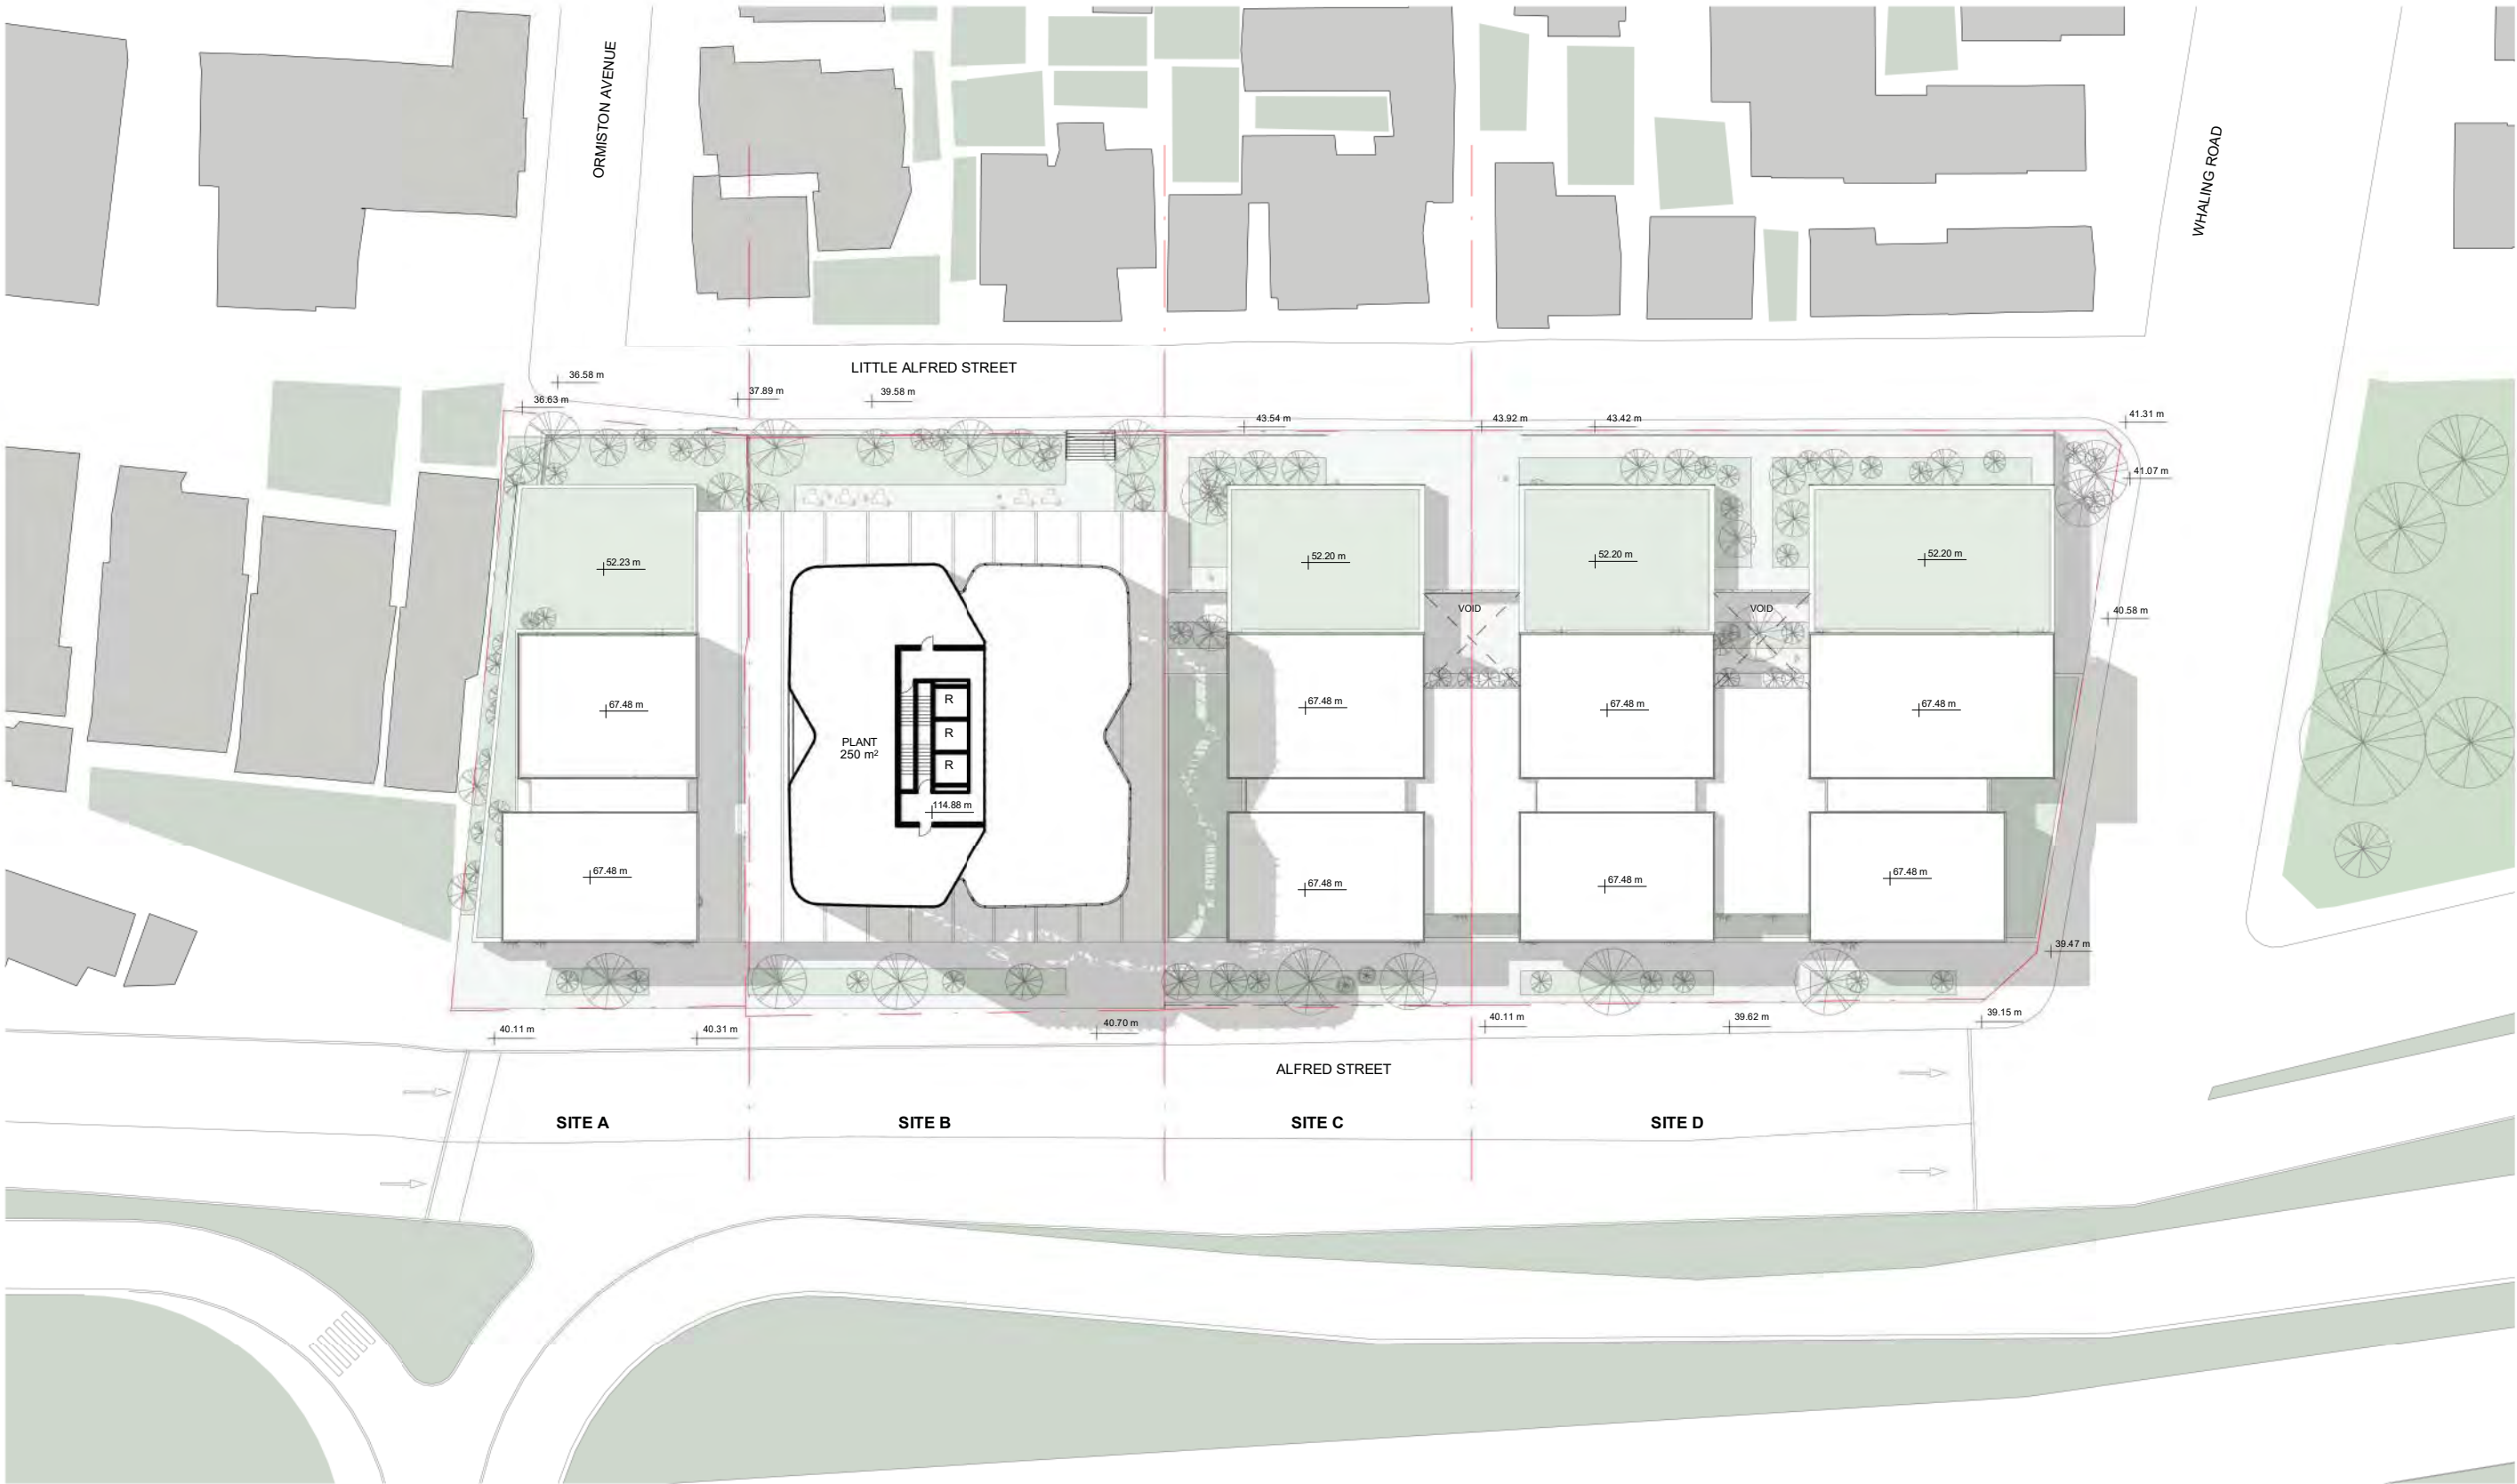 ORMISTON AVENUE
WHALING ROAD
LITTLE ALFRED STREET
36.58 m
37.89 m
39.58 m
36.63 m
43.54 m
43.92 m
43.42 m
41.31 m
41.07 m
52.23 m
52.20 m
52.20 m
52.20 m
VOID
VOID
40.58 m
67.48 m
R
R
R
PLANT
250 m²
67.48 m
67.48 m
67.48 m
114.88 m
67.48 m
67.48 m
67.48 m
67.48 m
39.47 m
40.11 m
40.31 m
40.70 m
40.11 m
39.62 m
39.15 m
ALFRED STREET
SITE A
SITE B
SITE C
SITE D